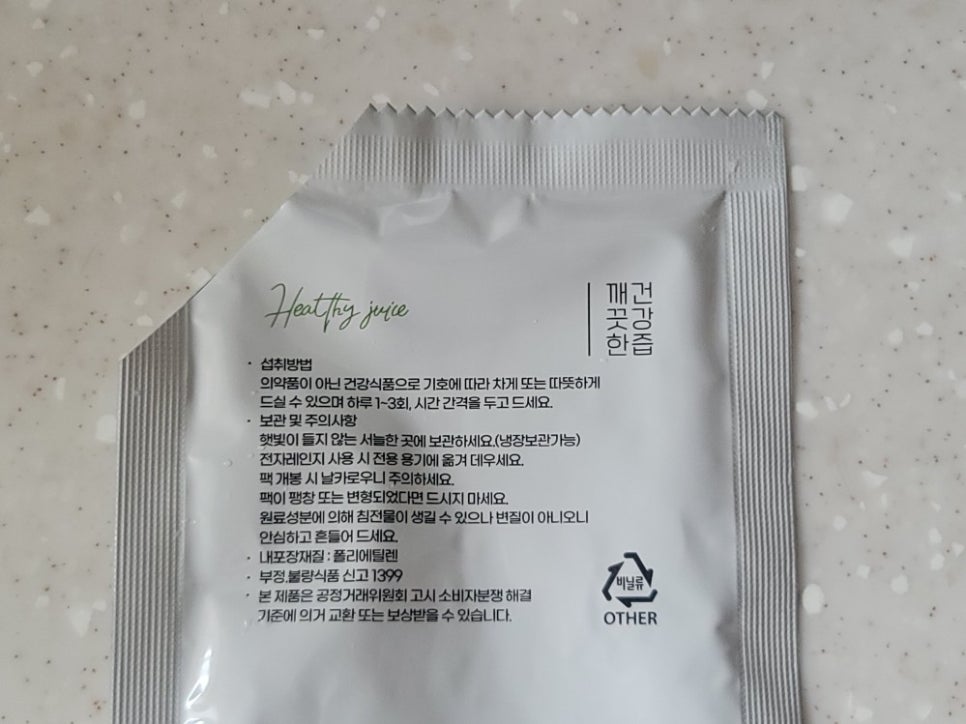 Healthy juice
깨끗한
건강즙
· 섭취방법
의약품이 아닌 건강식품으로 기호에 따라 차게 또는 따뜻하게
드실 수 있으며 하루 1~3회, 시간 간격을 두고 드세요.
· 보관 및 주의사항
햇빛이 들지 않는 서늘한 곳에 보관하세요.(냉장보관가능)
전자레인지 사용 시 전용 용기에 옮겨 데우세요.
팩 개봉 시 날카로우니 주의하세요.
팩이 팽창 또는 변형되었다면 드시지 마세요.
원료성분에 의해 침전물이 생길 수 있으나 변질이 아니오니
안심하고 흔들어 드세요.
· 내포장재질 : 폴리에틸렌
· 부정.불량식품 신고 1399
· 본 제품은 공정거래위원회 고시 소비자분쟁 해결
기준에 의거 교환 또는 보상받을 수 있습니다.
비닐류
OTHER